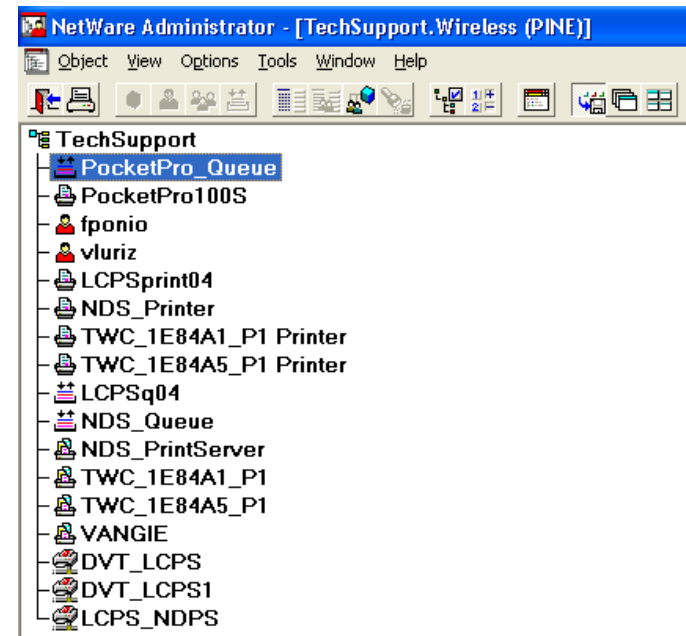 NetWare Administrator - [TechSupport.Wireless (PINE)]
Object View Options Tools Window Help
TechSupport
PocketPro_Queue
PocketPro100S
fponio
vluriz
LCPSprint04
NDS_Printer
TWC_1E84A1_P1 Printer
TWC_1E84A5_P1 Printer
LCPSq04
NDS_Queue
NDS_PrintServer
TWC_1E84A1_P1
TWC_1E84A5_P1
VANGIE
DVT_LCPS
DVT_LCPS1
LCPS_NDPS